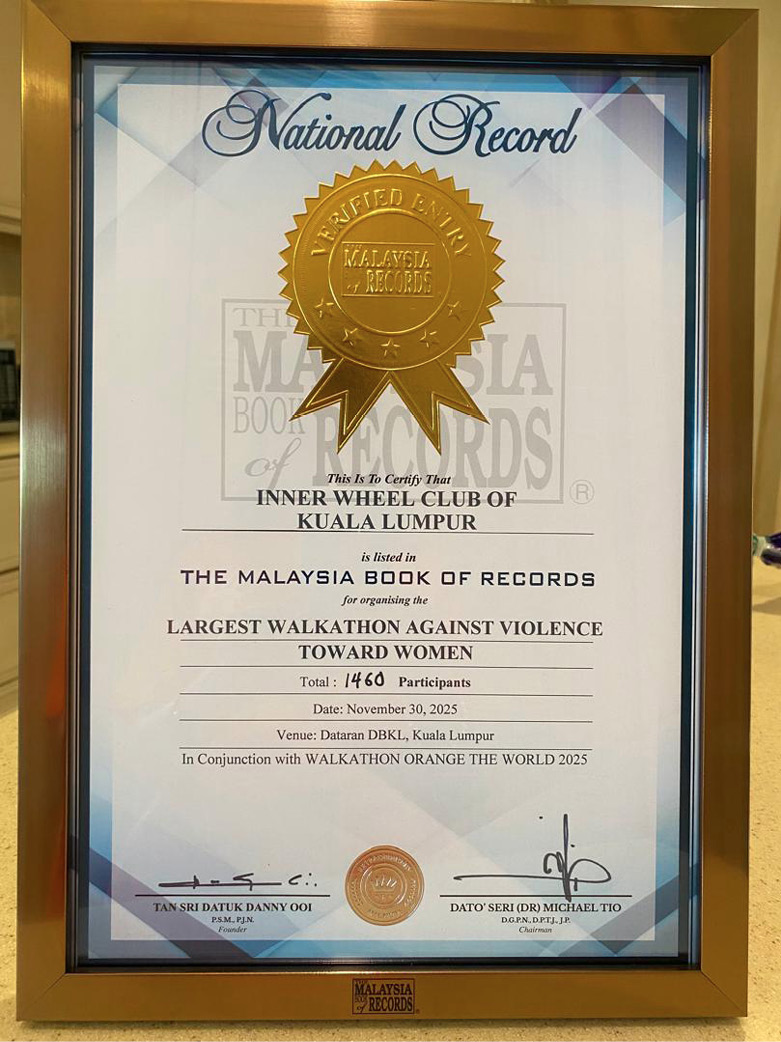 National Record
VERIFIED ENTRY
MALAYSIA
of RECORDS
THE
MALAYSIA
BOOK
of RECORDS
®
This Is To Certify That
INNER WHEEL CLUB OF
KUALA LUMPUR
is listed in
THE MALAYSIA BOOK OF RECORDS
for organising the
LARGEST WALKATHON AGAINST VIOLENCE
TOWARD WOMEN
Total : 1460 Participants
Date: November 30, 2025
Venue: Dataran DBKL, Kuala Lumpur
In Conjunction with WALKATHON ORANGE THE WORLD 2025
TAN SRI DATUK DANNY OOI
P.S.M., P.J.N.
Founder
DATO' SERI (DR) MICHAEL TIO
D.G.P.N., D.P.T.J., J.P.
Chairman
THE
MALAYSIA
BOOK
of RECORDS